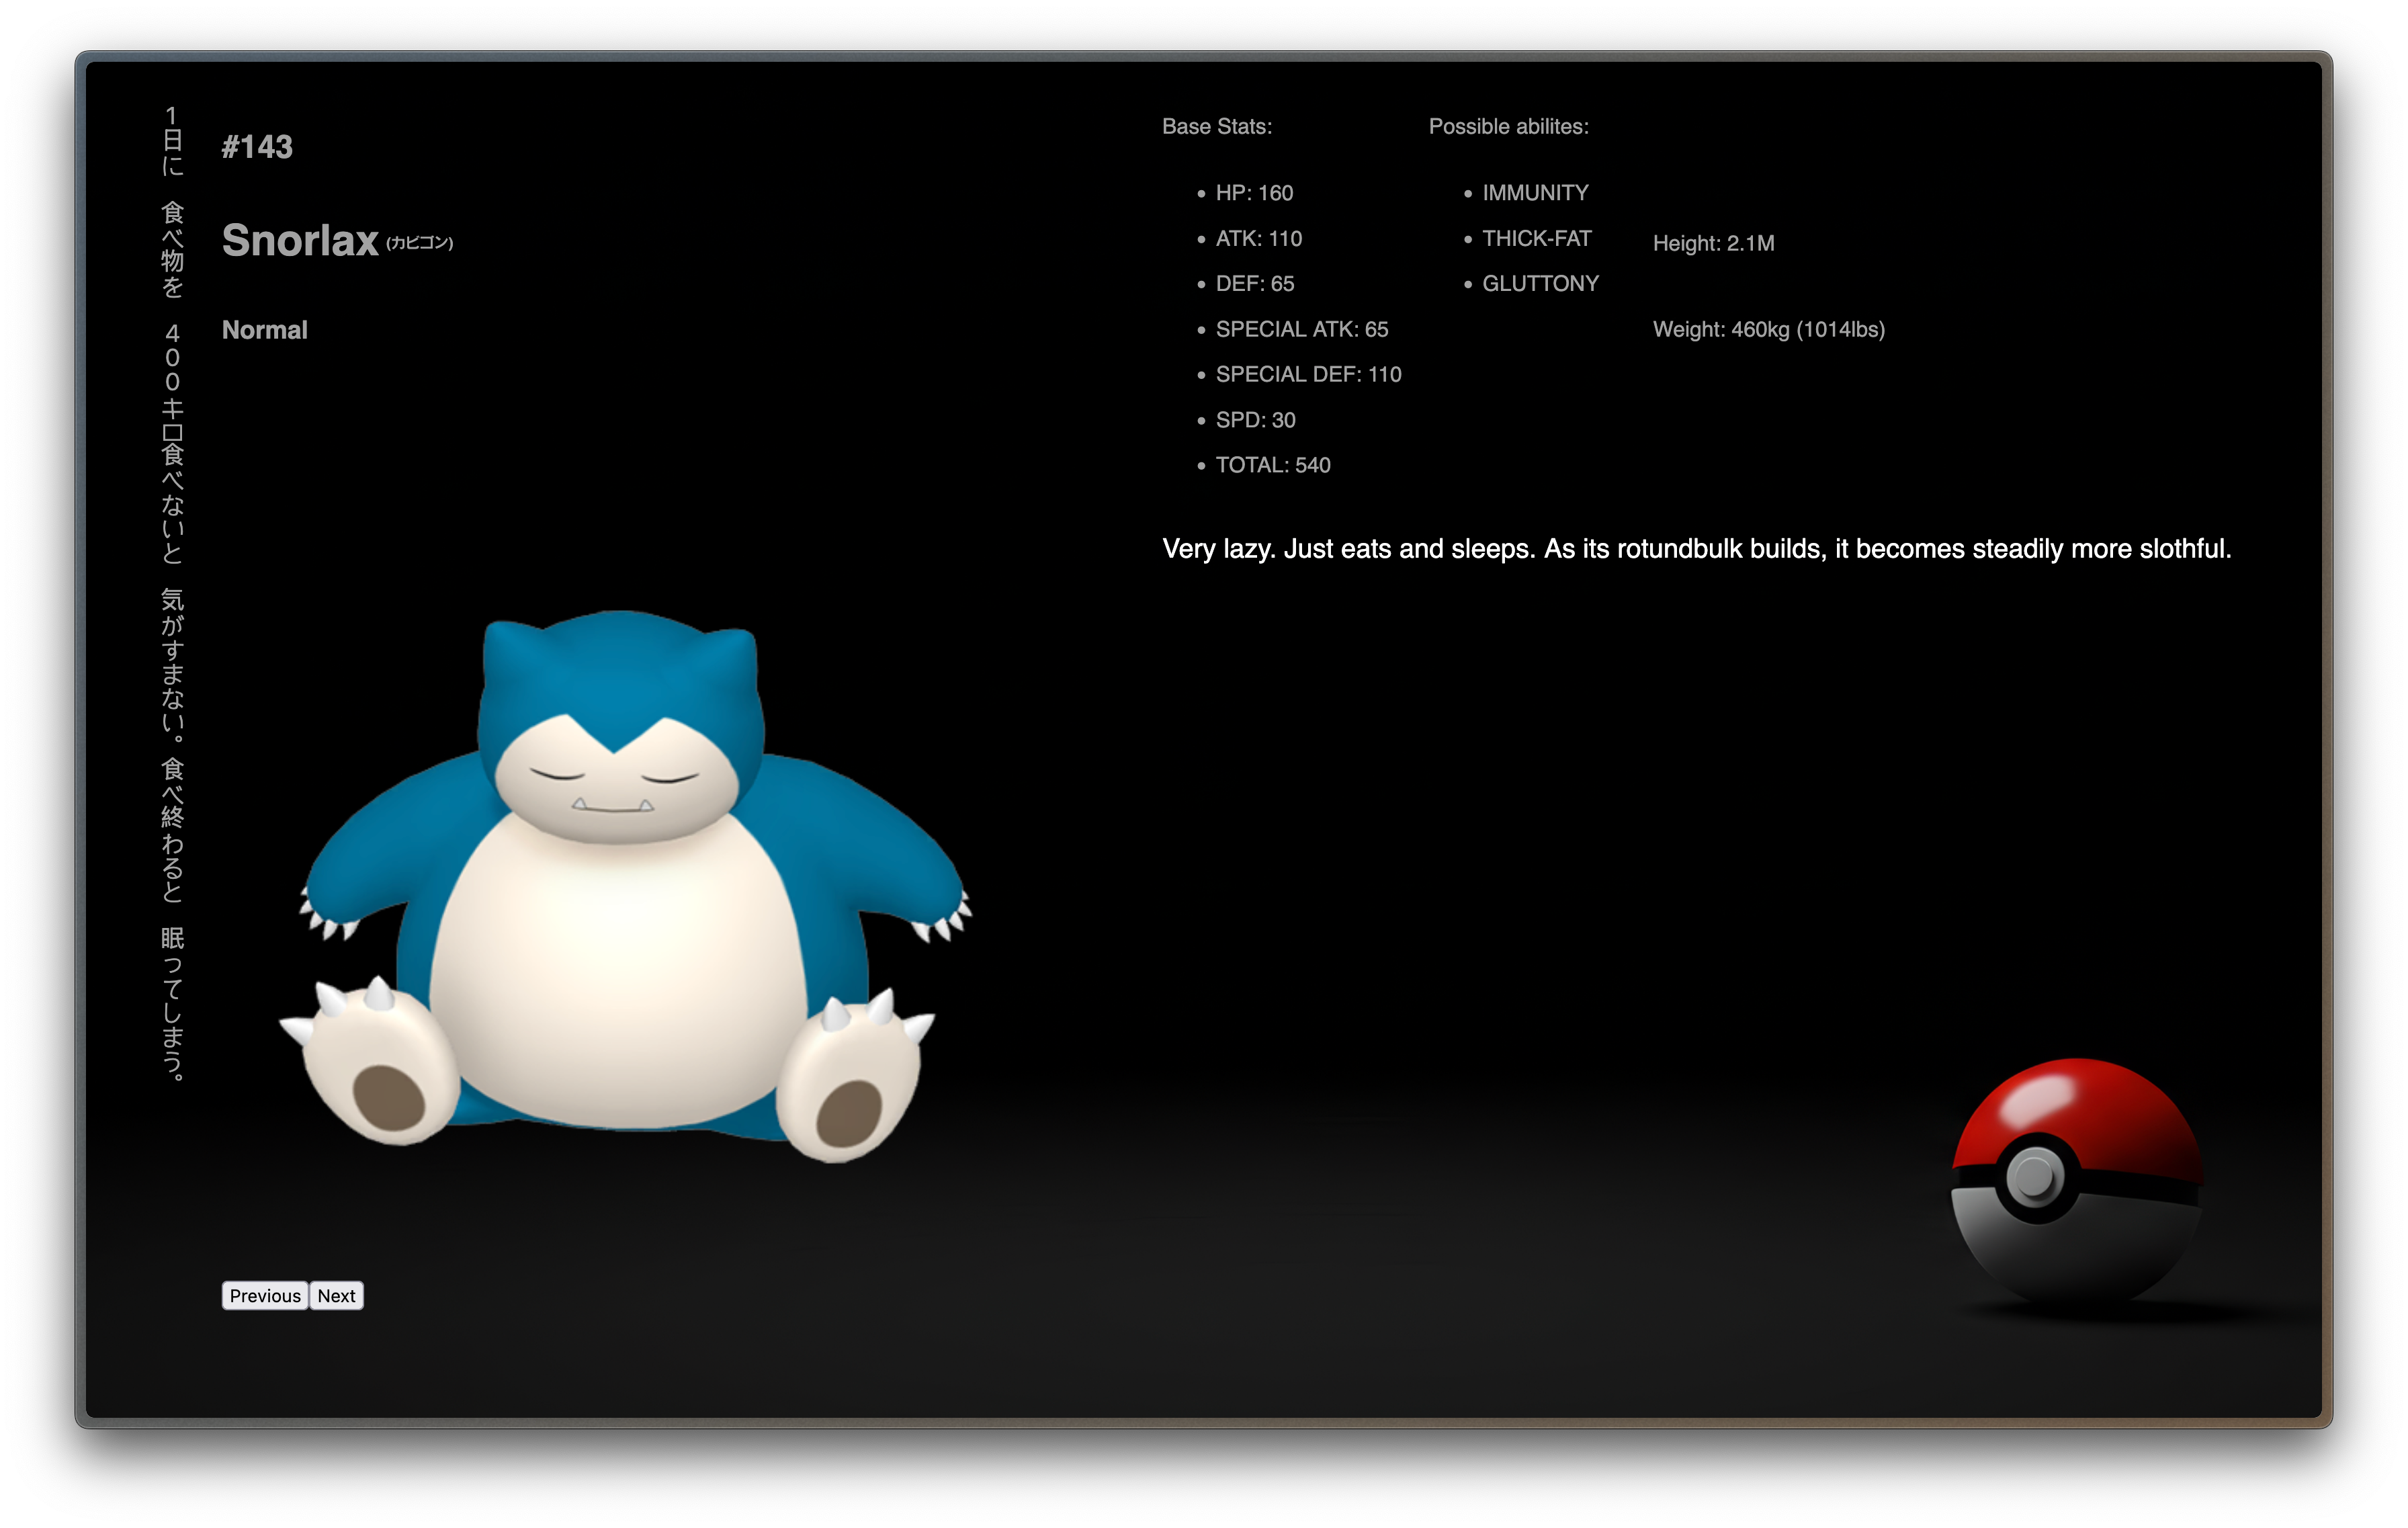 1日に　食べ物を　４００キロ食べないと　気がすまない。食べ終わると　眠ってしまう。
#143
Snorlax (カビゴン)
Normal
Base Stats:
• HP: 160
• ATK: 110
• DEF: 65
• SPECIAL ATK: 65
• SPECIAL DEF: 110
• SPD: 30
• TOTAL: 540
Possible abilites:
• IMMUNITY
• THICK-FAT
• GLUTTONY
Height: 2.1M
Weight: 460kg (1014lbs)
Very lazy. Just eats and sleeps. As its rotundbulk builds, it becomes steadily more slothful.
Previous Next